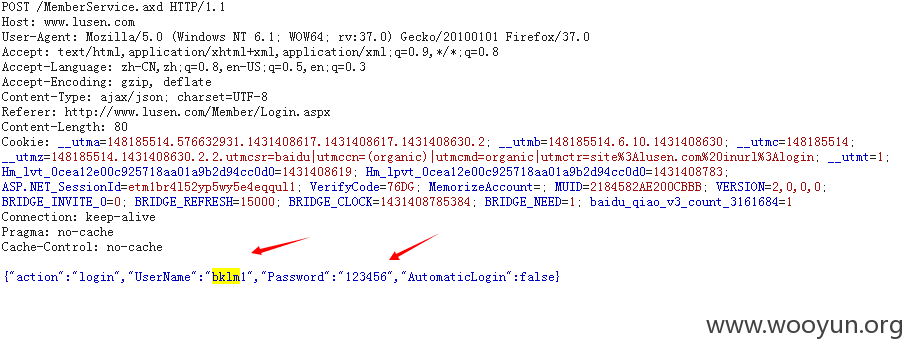 POST /MemberService.axd HTTP/1.1
Host: www.lusen.com
User-Agent: Mozilla/5.0 (Windows NT 6.1; WOW64; rv:37.0) Gecko/20100101 Firefox/37.0
Accept: text/html,application/xhtml+xml,application/xml;q=0.9,*/*;q=0.8
Accept-Language: zh-CN,zh;q=0.8,en-US;q=0.5,en;q=0.3
Accept-Encoding: gzip, deflate
Content-Type: ajax/json; charset=UTF-8
Referer: http://www.lusen.com/Member/Login.aspx
Content-Length: 80
Cookie: __utma=148185514.576632931.1431408617.1431408617.1431408630.2; __utmb=148185514.6.10.1431408630; __utmc=148185514;
__utmz=148185514.1431408630.2.2.utmcsr=baidu|utmccn=(organic)|utmcmd=organic|utmctr=site%3Alusen.com%20inurl%3Alogin; __utmt=1;
Hm_lvt_0cea12e00c925718aa01a9b2d94cc0d0=1431408619; Hm_lpvt_0cea12e00c925718aa01a9b2d94cc0d0=1431408783;
ASP.NET_SessionId=etm1br4152yp5wy5e4eqqul1; VerifyCode=76DG; MemorizeAccount=; MUID=2184582AE200CBBB; VERSION=2,0,0,0;
BRIDGE_INVITE_0=0; BRIDGE_REFRESH=15000; BRIDGE_CLOCK=1431408785384; BRIDGE_NEED=1; baidu_qiao_v3_count_3161684=1
Connection: keep-alive
Pragma: no-cache
Cache-Control: no-cache
{"action":"login","UserName":"bklm1","Password":"123456","AutomaticLogin":false}
www.wooyun.org